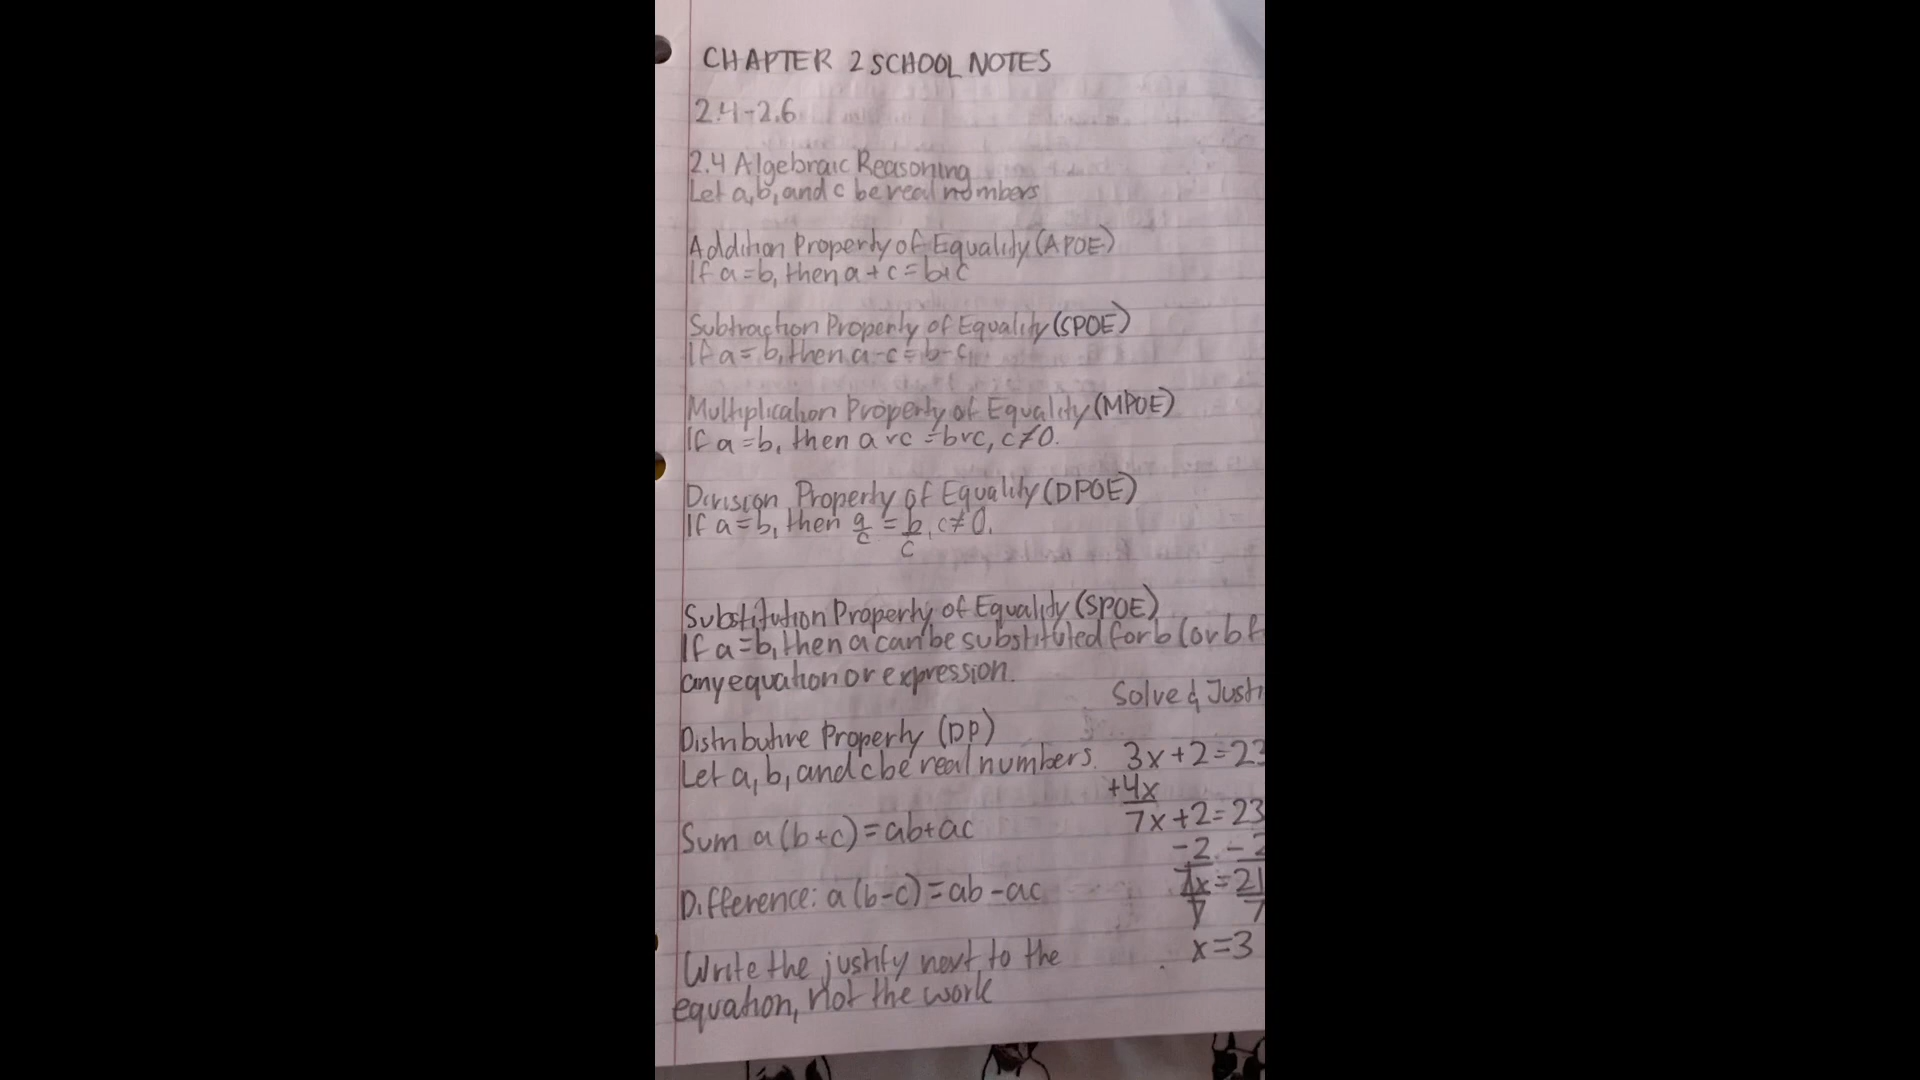 CHAPTER 2 SCHOOL NOTES
2.4-2.6
2.4 Algebraic Reasoning
Let a, b, and c be real numbers
Addition Property of Equality (APOE)
If a = b, then a + c = b+c
Subtraction Property of Equality (SPOE)
If a = b, then a-c = b-c
Multiplication Property of Equality (MPOE)
If a = b, then a • c = b • c, c≠0.
Division Property of Equality (DPOE)
If a = b, then a/c = b/c, c≠0.
Substitution Property of Equality (SPOE)
If a = b, then a can be substituted for b (or b
any equation or expression.
Solve &
Distributive Property (DP)
Let a, b, and c be real numbers.
3x+2=23
+4x
7x+2=23
-2 -2
7x=21
7 7
x=3
Sum a(b+c)=ab+ac
Difference: a(b-c)=ab-ac
Write the justify next to the
equation, not the work